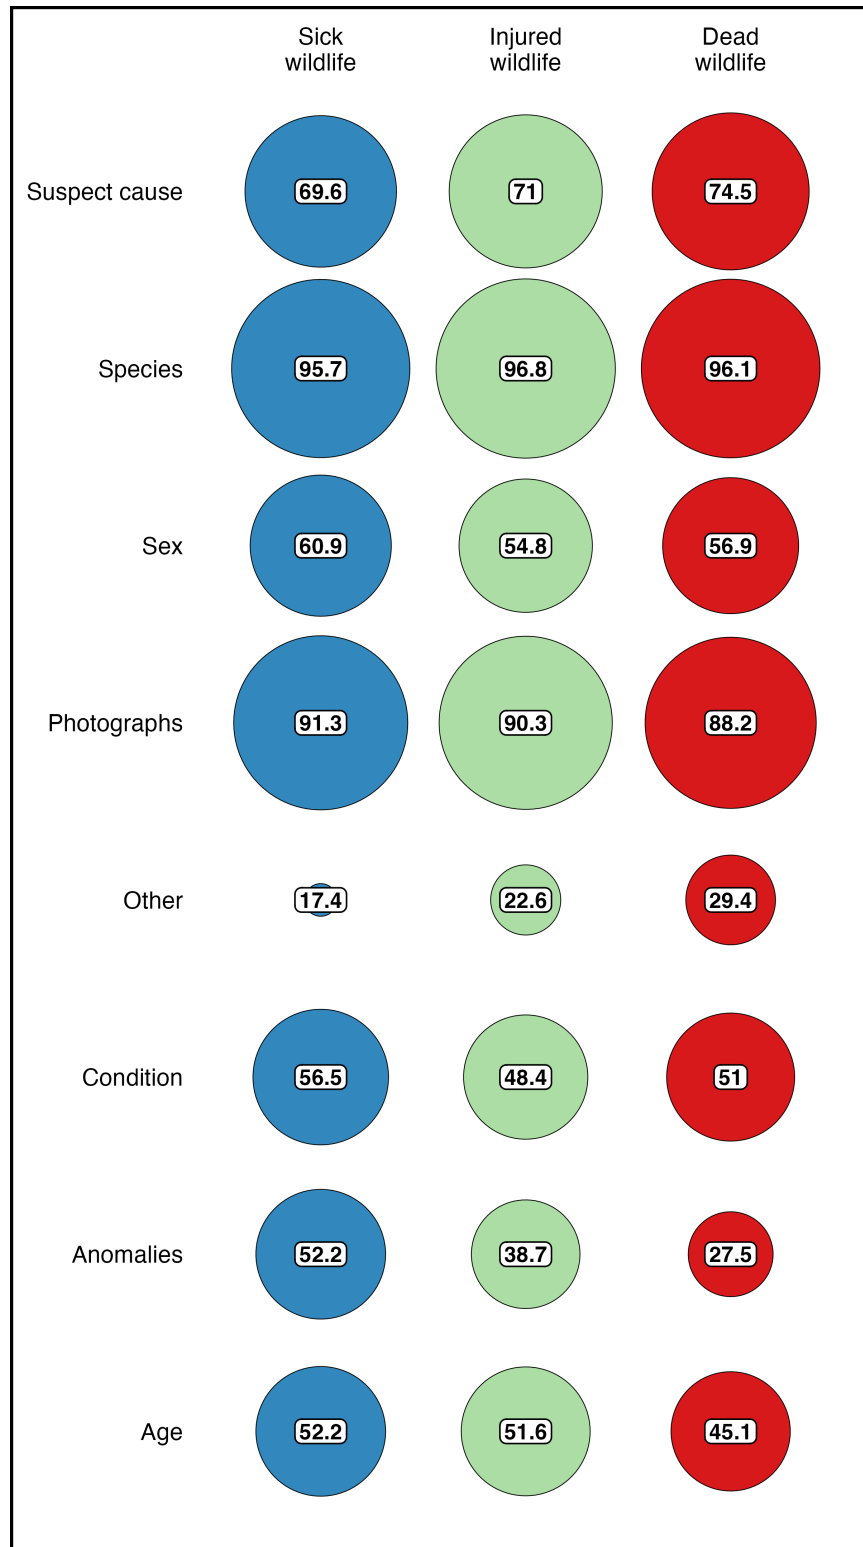 Sick Injured Dead
wildlife wildlife wildlife
Suspect cause 69.6 71 74.5
Species 95.7 96.8 96.1
Sex 60.9 54.8 56.9
Photographs 91.3 90.3 88.2
Other 17.4 22.6 29.4
Condition 56.5 48.4 51
Anomalies 52.2 38.7 27.5
Age 52.2 51.6 45.1